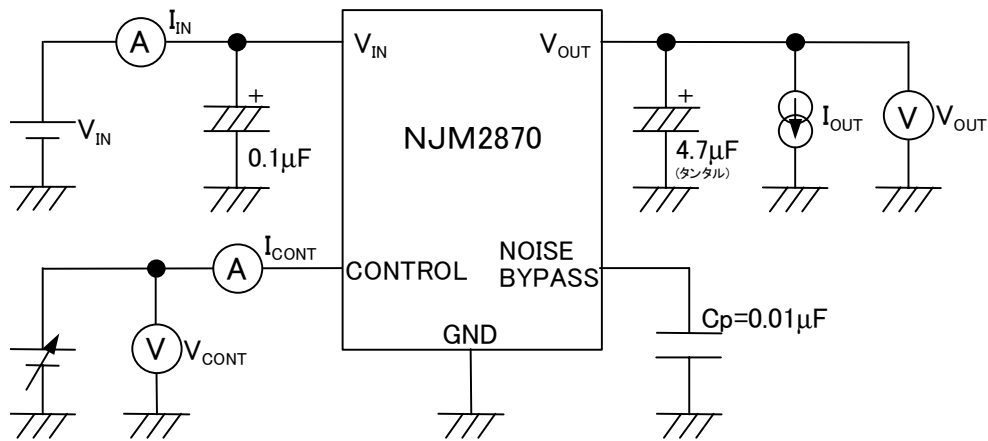 I_IN
A
V_IN
V_OUT
+
+
V_IN
0.1μF
NJM2870
4.7μF
(タンタル)
I_OUT
V
V_OUT
I_CONT
A
CONTROL
NOISE
BYPASS
V
V_CONT
GND
Cp=0.01μF